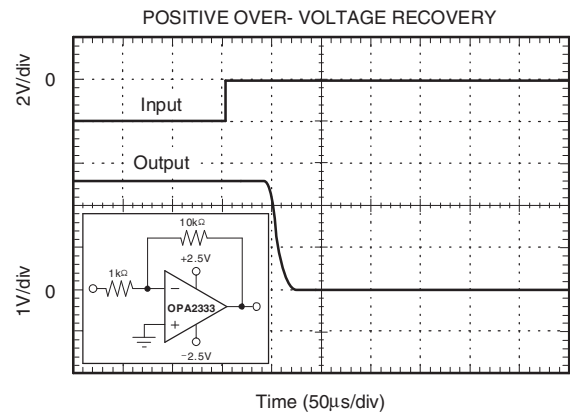 POSITIVE OVER- VOLTAGE RECOVERY
2V/div
0
Input
Output
10kΩ
+2.5V
1kΩ
−
OPA2333
+
−2.5V
1V/div
0
Time (50µs/div)